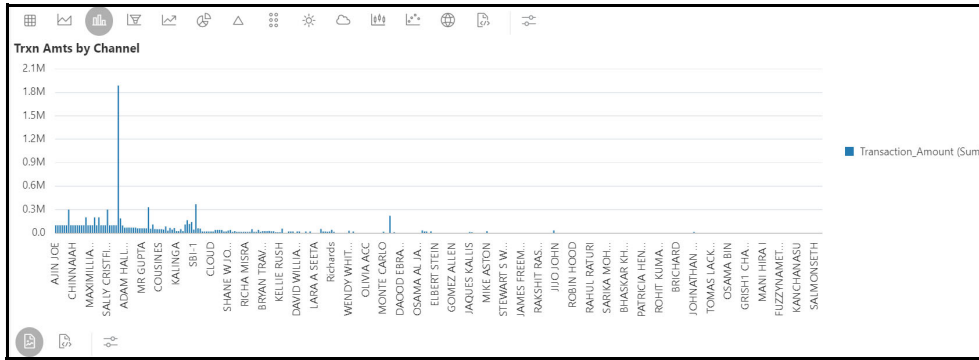 Trxn Amts by Channel
2.1M
1.8M
1.5M
1.2M
0.9M
0.6M
0.3M
0.0
Transaction_Amount (Sum
AIJN JOE
CHINNAIAH
MAXIMILLIA...
SALLY CRISTFI...
ADAM HALL...
MR GUPTA
COUSINES
KALINGA
SBI-1
CLOUD
SHANE W JO...
RICHA MISRA
BRYAN TRAV...
KELLIE RUSH
DAVID WILLIA...
LARA A SEETA
Richards
WENDY WHIT...
OLIVIA ACC
MONTE CARLO
DAOOD EBRA...
OSAMA AL JA...
ELBERT STEIN
GOMEZ ALLEN
JAQUES KALLUS
MIKE ASTON
STEWART S W...
JAMES FREEM...
RAKSHIT RAS...
JIJO JOHN
ROBIN HOOD
RAHUL RATURI
SARIKA MOH...
BHASKAR KH...
PATRICIA HEN...
ROHIT KUMA...
BRICHARD
JOHNATHAN ...
TOMAS LACK...
OSAMA BIN
GRISH1 CHA...
MANI HIRA I
FUZZYNAMET...
KANCHANASU
SALMONSETH